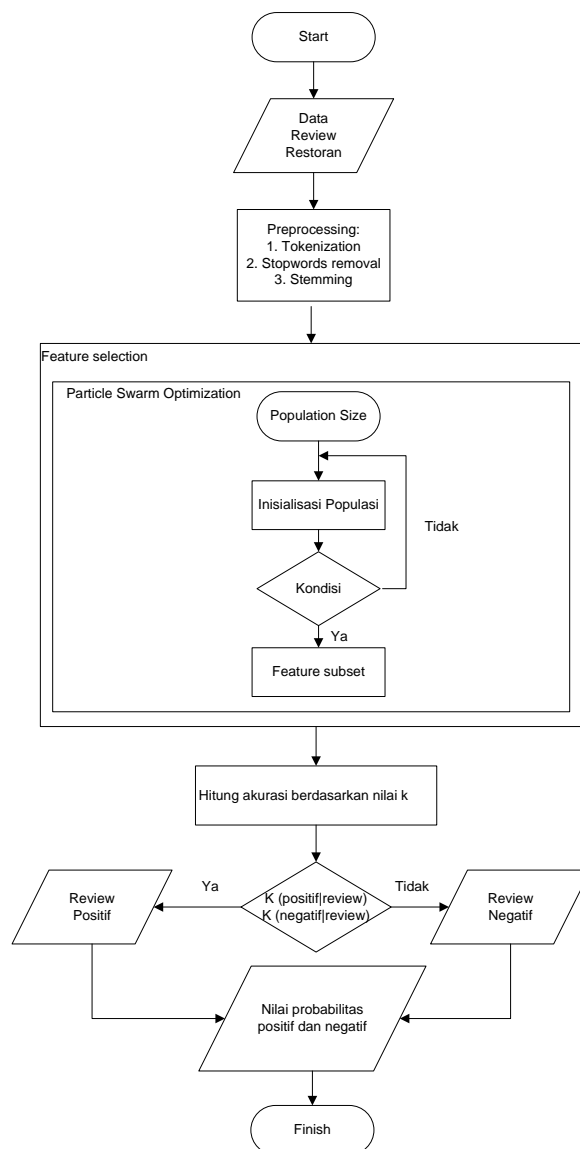 Start
Data
Review
Restoran
Preprocessing:
1. Tokenization
2. Stopwords removal
3. Stemming
Feature selection
Particle Swarm Optimization
Population Size
Inisialisasi Populasi
Tidak
Kondisi
Ya
Feature subset
Hitung akurasi berdasarkan nilai k
Review
Positif
Ya
K (positif|review)
K (negatif|review)
Tidak
Review
Negatif
Nilai probabilitas
positif dan negatif
Finish